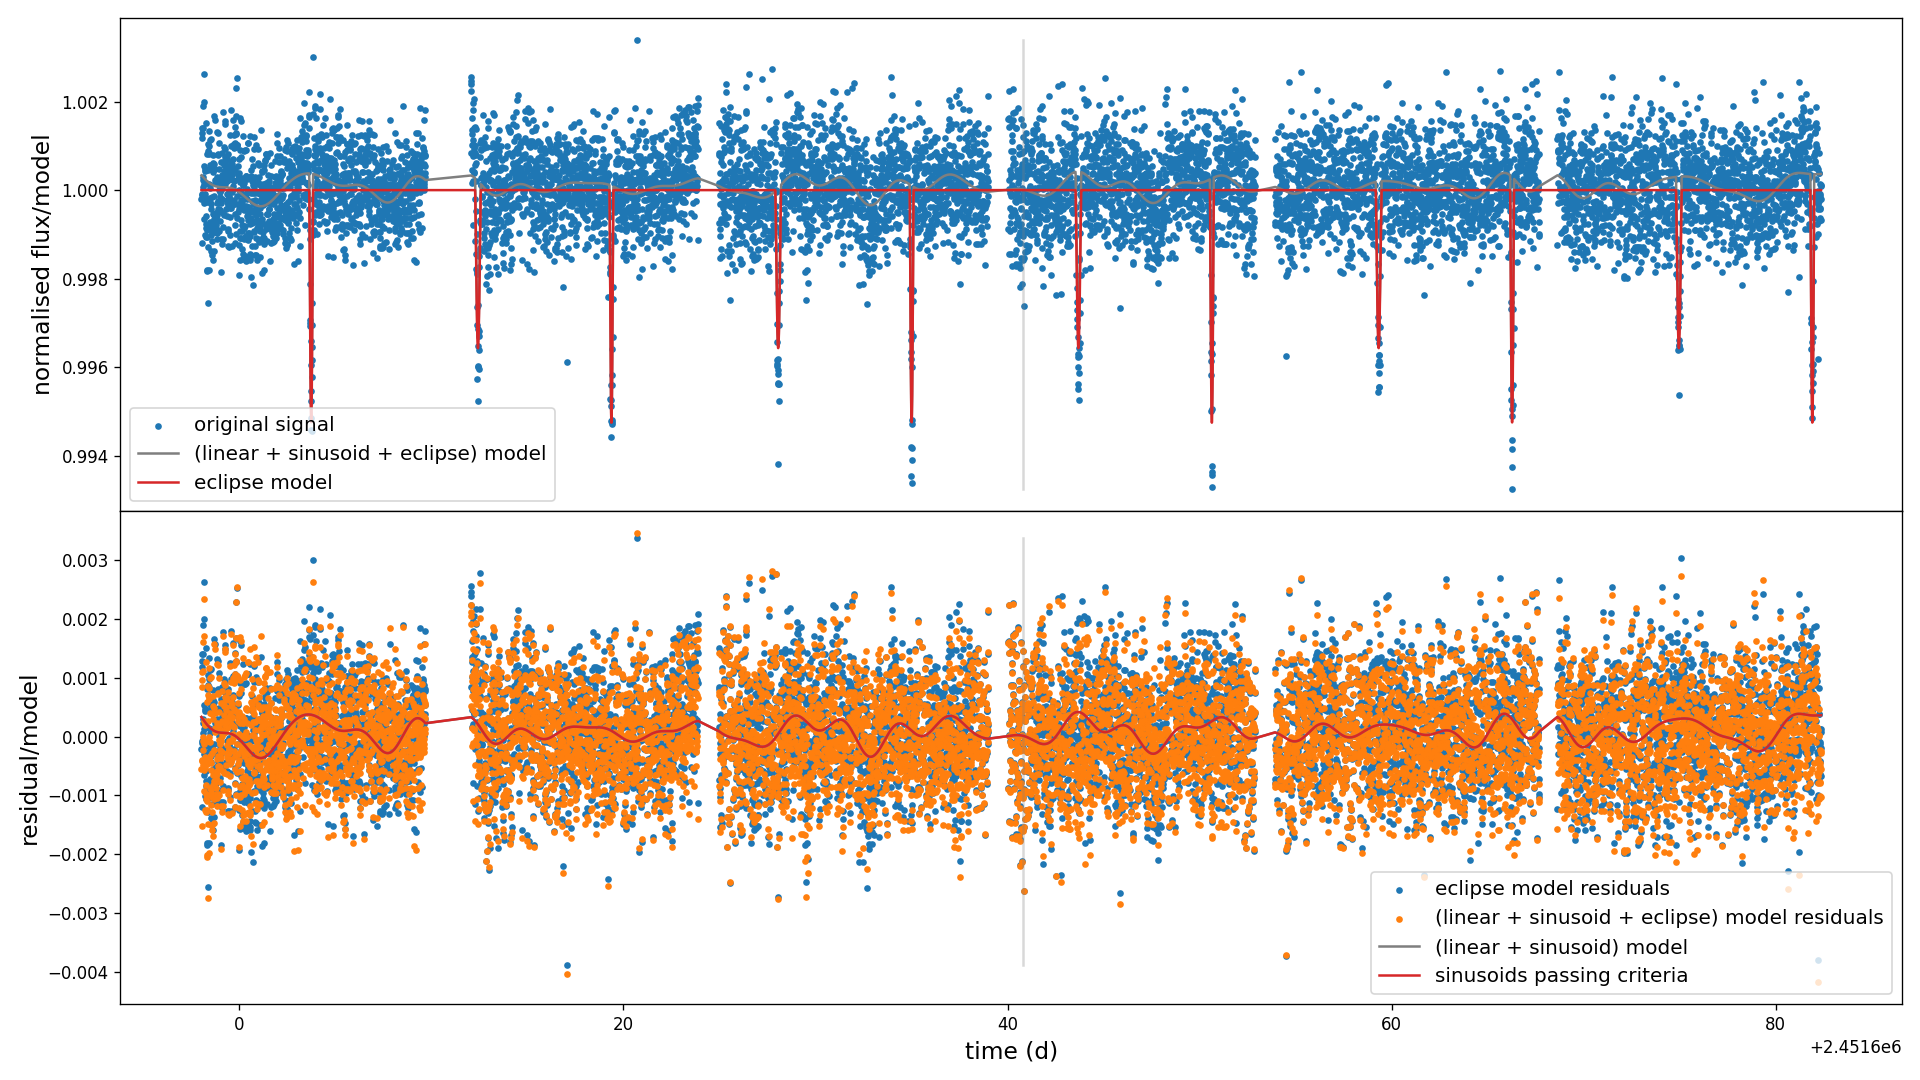 1.002
1.000
0.998
0.996
0.994
normalised flux/model
original signal
(linear + sinusoid + eclipse) model
eclipse model
0.003
0.002
0.001
0.000
−0.001
−0.002
−0.003
−0.004
residual/model
eclipse model residuals
(linear + sinusoid + eclipse) model residuals
(linear + sinusoid) model
sinusoids passing criteria
0 20 40 60 80
time (d)
+2.4516e6